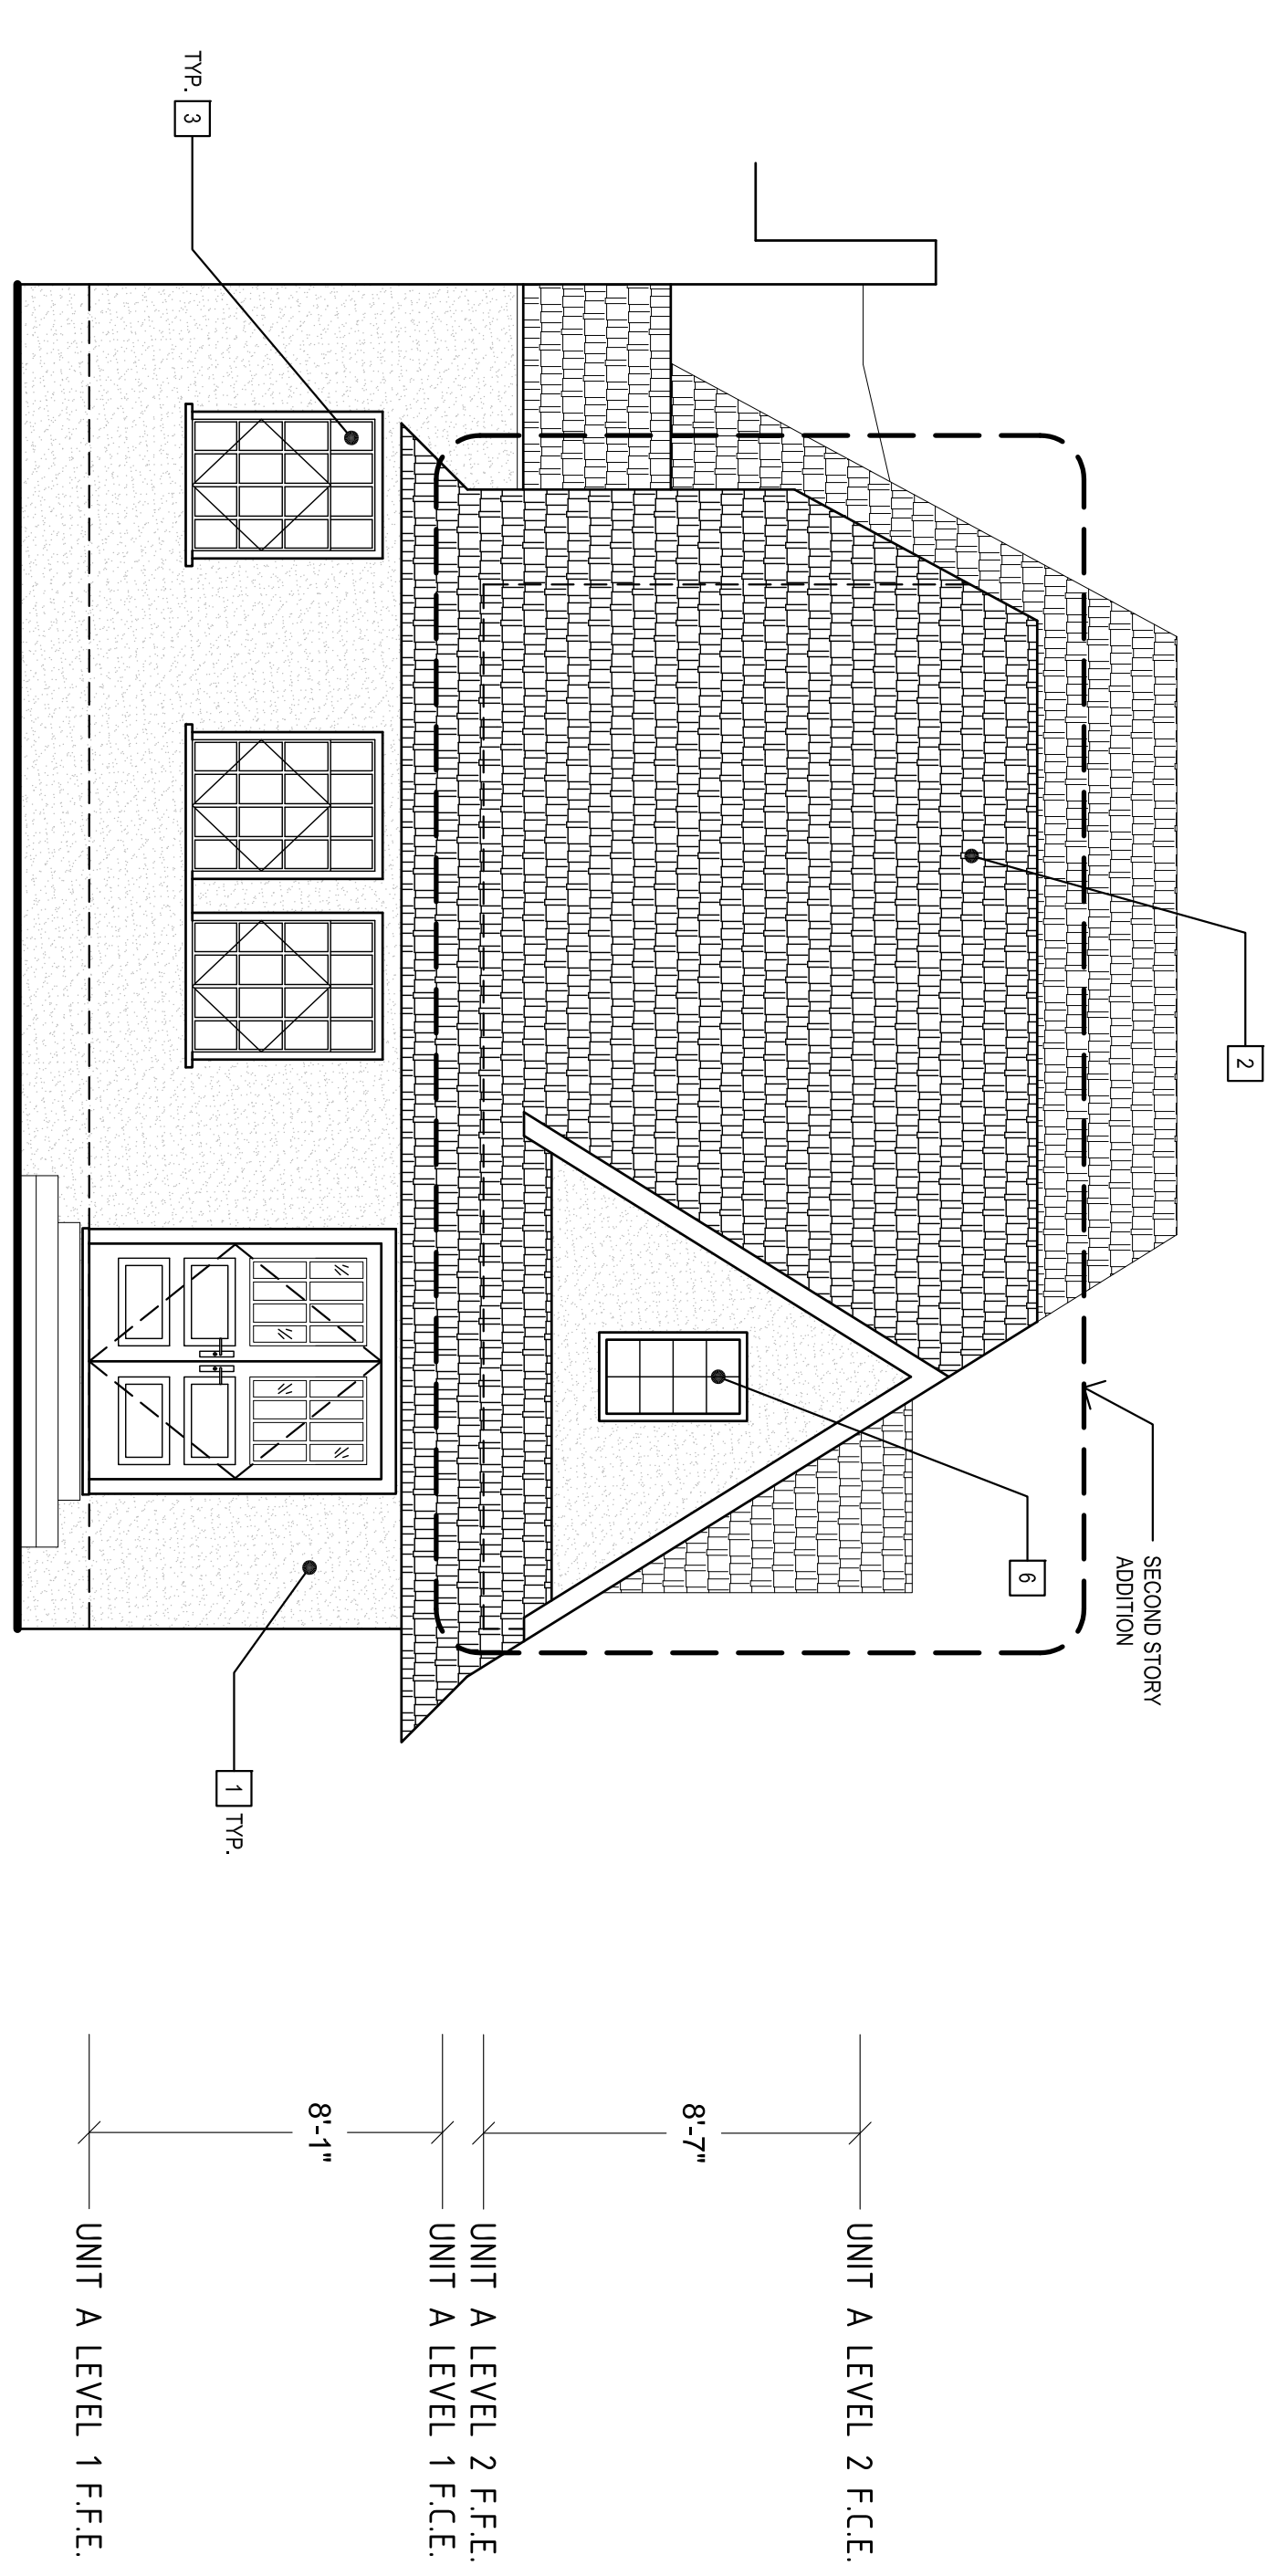 2
SECOND STORY
ADDITION
6
TYP. 3
1 TYP.
UNIT A LEVEL 2 F.C.E.
8'-7"
UNIT A LEVEL 2 F.F.E.
UNIT A LEVEL 1 F.C.E.
8'-1"
UNIT A LEVEL 1 F.F.E.